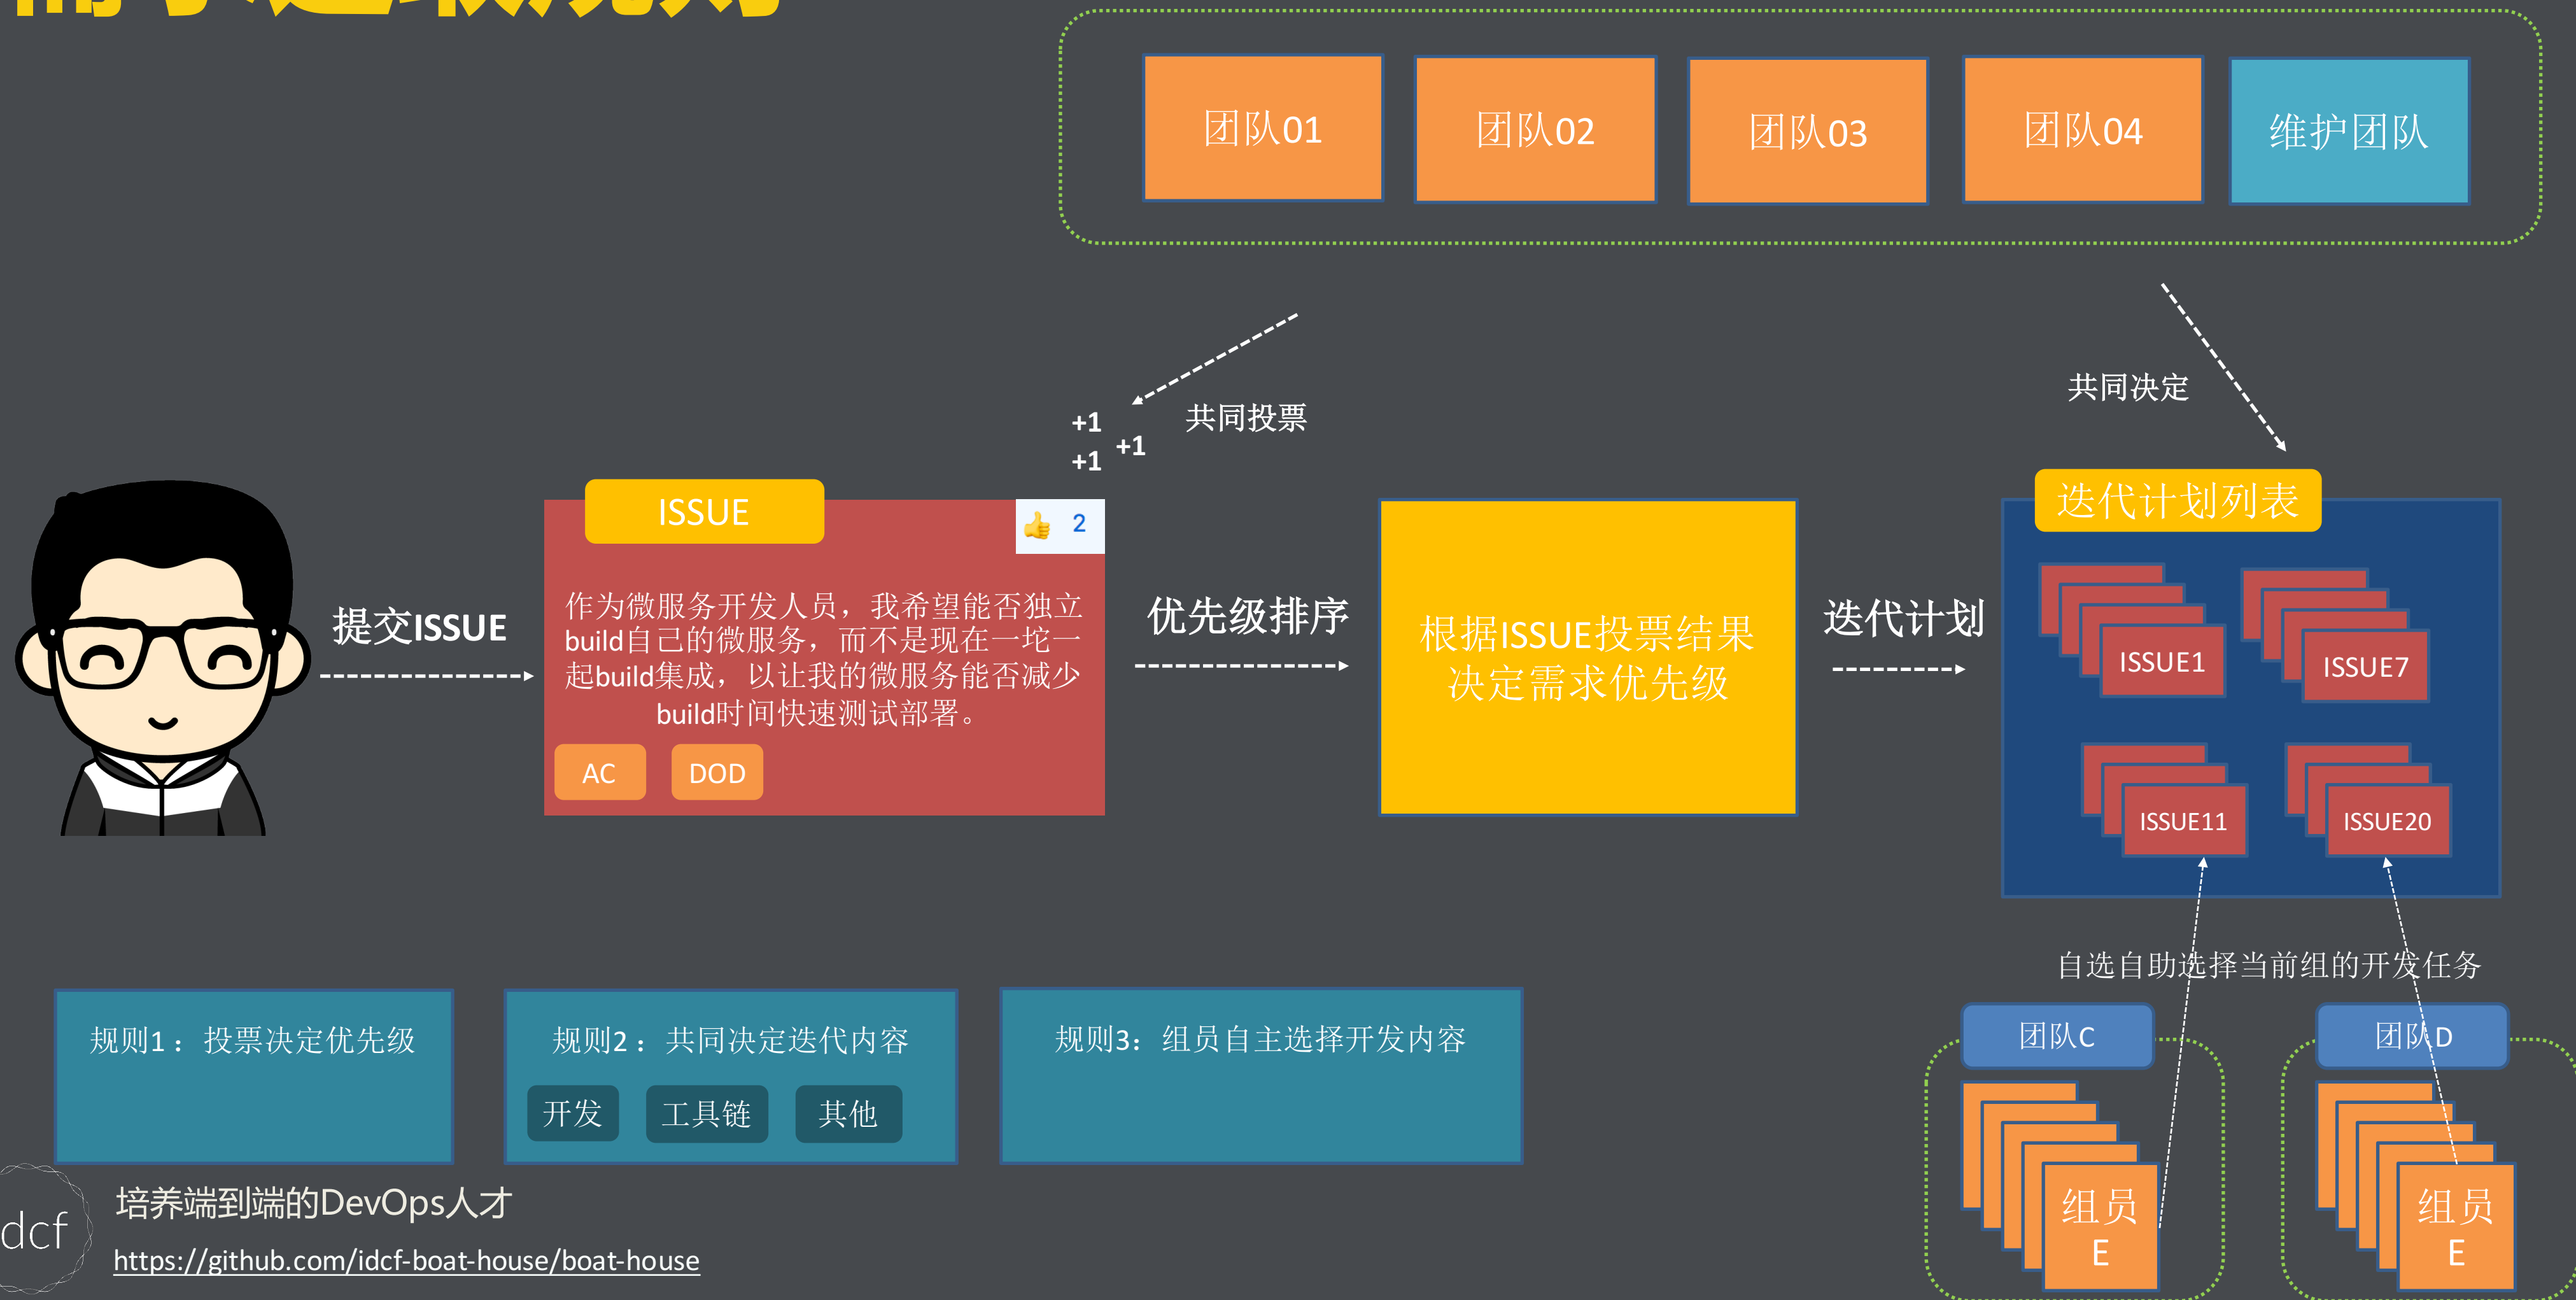 团队01
团队02
团队03
团队04
维护团队
共同投票
共同决定
+1
+1
+1
提交ISSUE
ISSUE
2
作为微服务开发人员，我希望能否独立
build自己的微服务，而不是现在一坨一
起build集成，以让我的微服务能否减少
build时间快速测试部署。
AC
DOD
优先级排序
根据ISSUE投票结果
决定需求优先级
迭代计划
迭代计划列表
ISSUE1
ISSUE7
ISSUE11
ISSUE20
自选自助选择当前组的开发任务
团队C
团队D
组员
E
组员
E
规则1：投票决定优先级
规则2：共同决定迭代内容
开发
工具链
其他
规则3：组员自主选择开发内容
dcf
培养端到端的DevOps人才
https://github.com/idcf-boat-house/boat-house